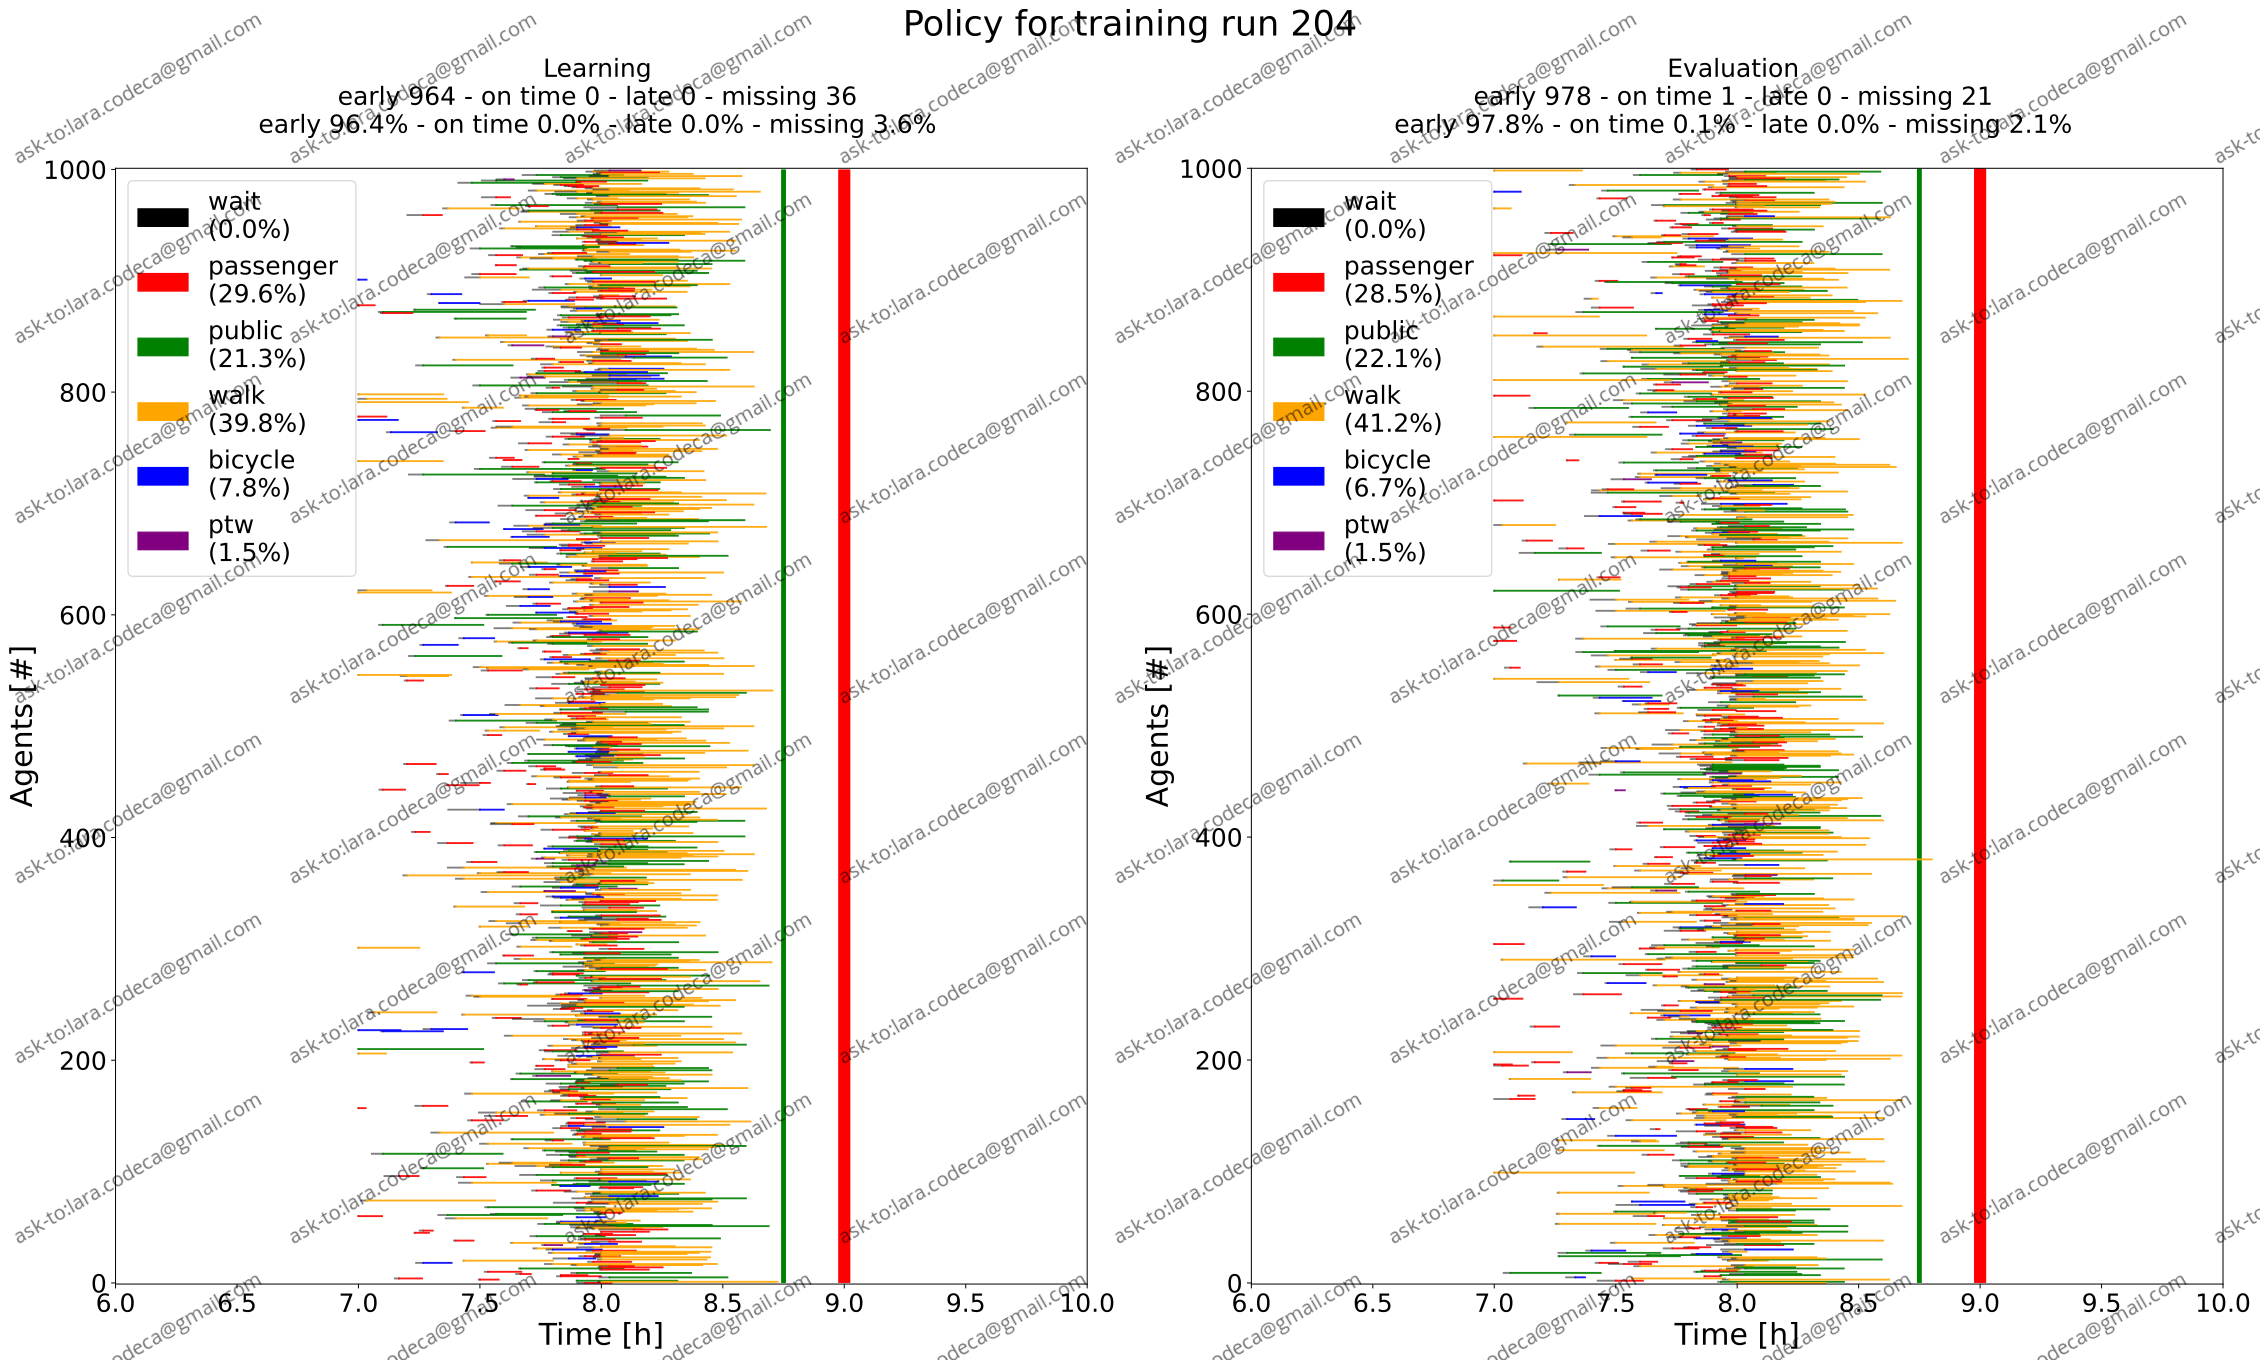 Policy for training run 204
Learning
early 964 - on time 0 - late 0 - missing 36
early 96.4% - on time 0.0% - late 0.0% - missing 3.6%
Evaluation
early 978 - on time 1 - late 0 - missing 21
early 97.8% - on time 0.1% - late 0.0% - missing 2.1%
wait
(0.0%)
passenger
(29.6%)
public
(21.3%)
walk
(39.8%)
bicycle
(7.8%)
ptw
(1.5%)
1000
800
600
400
200
0
Agents [#]
6.0 6.5 7.0 7.5 8.0 8.5 9.0 9.5 10.0
Time [h]
wait
(0.0%)
passenger
(28.5%)
public
(22.1%)
walk
(41.2%)
bicycle
(6.7%)
ptw
(1.5%)
1000
800
600
400
200
0
Agents [#]
6.0 6.5 7.0 7.5 8.0 8.5 9.0 9.5 10.0
Time [h]
ask-to:lara.codeca@gmail.com